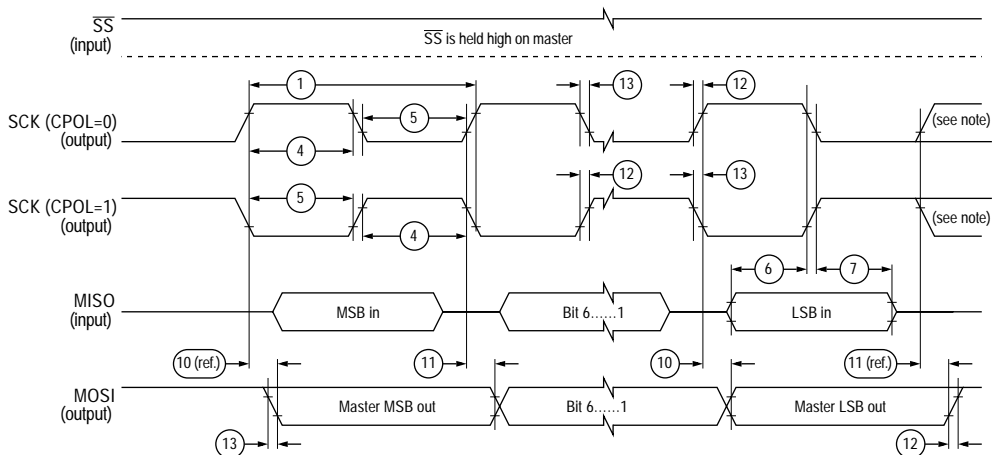 SS
(input)
SS is held high on master
1
13
12
SCK (CPOL=0)
(output)
5
(see note)
4
5
12
13
SCK (CPOL=1)
(output)
4
(see note)
6
7
MISO
(input)
MSB in
Bit 6......1
LSB in
10 (ref.)
11
10
11 (ref.)
MOSI
(output)
Master MSB out
Bit 6......1
Master LSB out
13
12